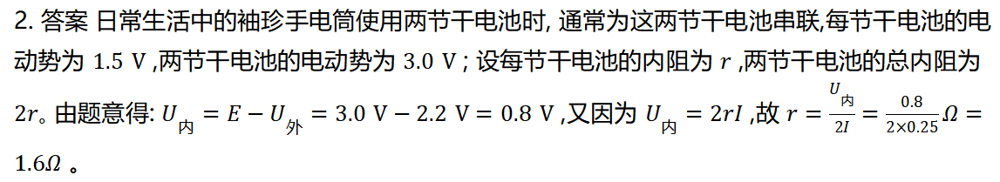 2. 答案 日常生活中的袖珍手电筒使用两节干电池时, 通常为这两节干电池串联,每节干电池的电
动势为 1.5 V ,两节干电池的电动势为 3.0 V ; 设每节干电池的内阻为 r ,两节干电池的总内阻为
2r。由题意得: U内 = E − U外 = 3.0 V − 2.2 V = 0.8 V ,又因为 U内 = 2rI ,故 r = U内/2I = 0.8/2×0.25 Ω =
1.6Ω 。